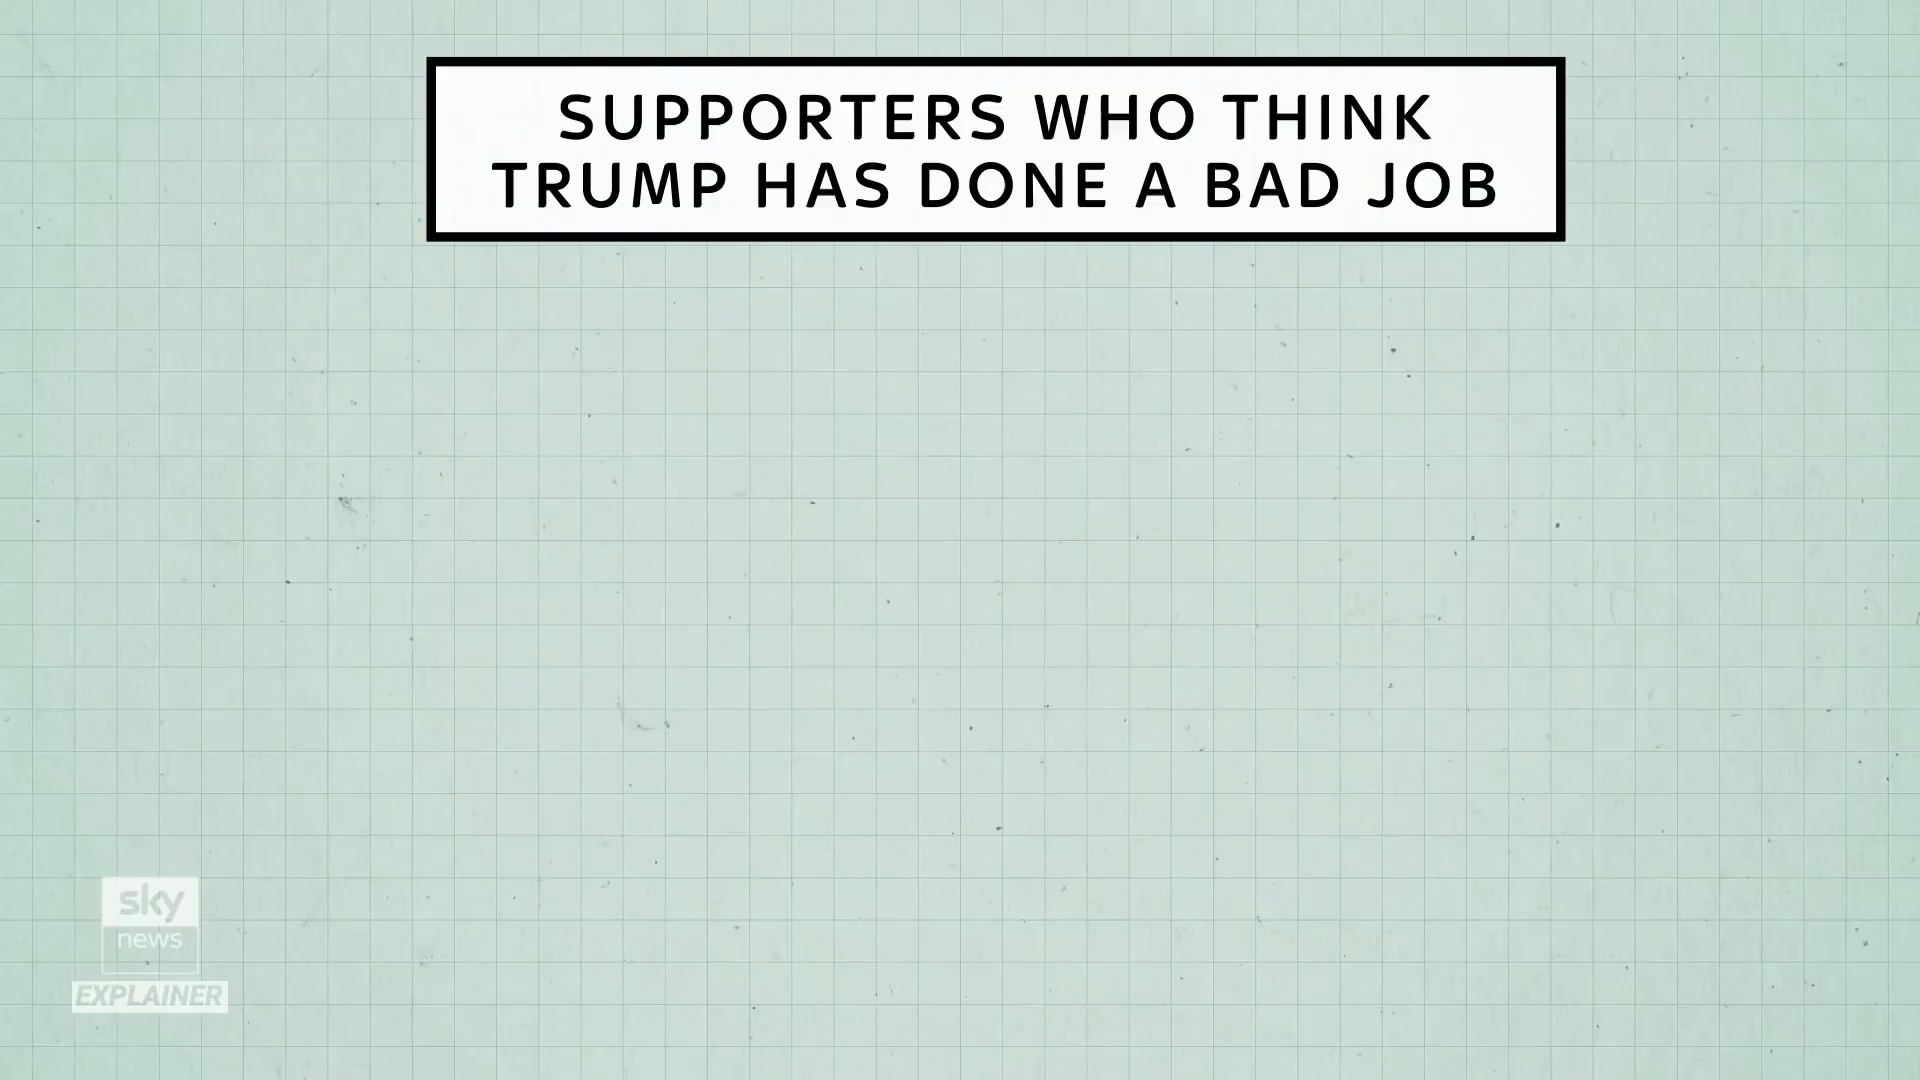 SUPPORTERS WHO THINK
TRUMP HAS DONE A BAD JOB
sky
news
EXPLAINER